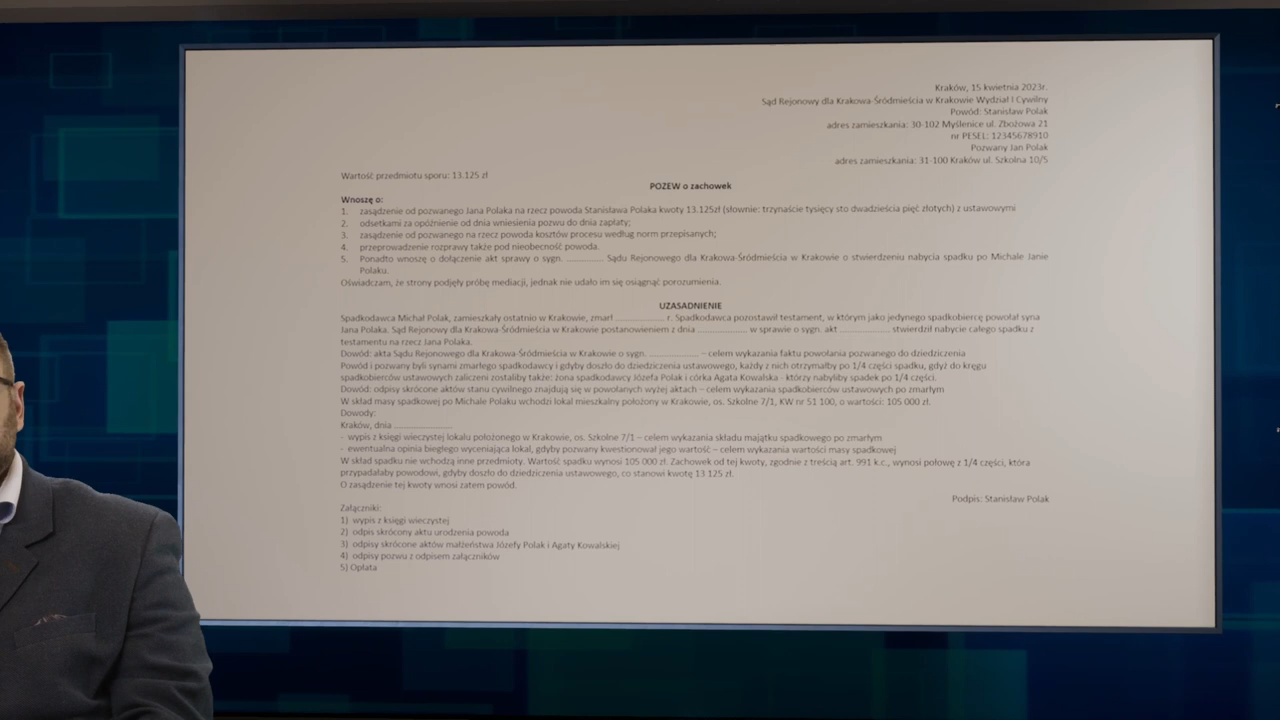 Kraków, 15 kwietnia 2023r.
Sąd Rejonowy dla Krakowa-Śródmieścia w Krakowie Wydział I Cywilny
Powód: Stanisław Polak
adres zamieszkania: 30-102 Myślenice ul. Zbożowa 21
nr PESEL: 12345678910
Pozwany Jan Polak
adres zamieszkania: 31-100 Kraków ul. Szkolna 10/5
Wartość przedmiotu sporu: 13.125 zł
POZEW o zachowek
Wnoszę o:
1. zasądzenie od pozwanego Jana Polaka na rzecz powoda Stanisława Polaka kwoty 13.125zł (słownie: trzynaście tysięcy sto dwadzieścia pięć złotych) z ustawowymi
2. odsetkami za opóźnienie od dnia wniesienia pozwu do dnia zapłaty;
3. zasądzenie od pozwanego na rzecz powoda kosztów procesu według norm przepisanych;
4. przeprowadzenie rozprawy także pod nieobecność powoda.
5. Ponadto wnoszę o dołączenie akt sprawy o sygn. ............... Sądu Rejonowego dla Krakowa-Śródmieścia w Krakowie o stwierdzeniu nabycia spadku po Michale Janie
Polaku.
Oświadczam, że strony podjęły próbę mediacji, jednak nie udało im się osiągnąć porozumienia.
UZASADNIENIE
Spadkodawca Michał Polak, zamieszkały ostatnio w Krakowie, zmarł .................... r. Spadkodawca pozostawił testament, w którym jako jedynego spadkobiercę powołał syna
Jana Polaka. Sąd Rejonowy dla Krakowa-Śródmieścia w Krakowie postanowieniem z dnia .................... w sprawie o sygn. akt .................... stwierdził nabycie całego spadku z
testamentu na rzecz Jana Polaka.
Dowód: akta Sądu Rejonowego dla Krakowa-Śródmieścia w Krakowie o sygn. .................... – celem wykazania faktu powołania pozwanego do dziedziczenia
Powód i pozwany byli synami zmarłego spadkodawcy i gdyby doszło do dziedziczenia ustawowego, każdy z nich otrzymałby po 1/4 części spadku, gdyż do kręgu
spadkobierców ustawowych zaliczeni zostaliby także: żona spadkodawcy Józefa Polak i córka Agata Kowalska - którzy nabyliby spadek po 1/4 części.
Dowód: odpisy skrócone aktów stanu cywilnego znajdują się w powołanych wyżej aktach – celem wykazania spadkobierców ustawowych po zmarłym
W skład masy spadkowej po Michale Polaku wchodzi lokal mieszkalny położony w Krakowie, os. Szkolne 7/1, KW nr 51 100, o wartości: 105 000 zł.
Dowody:
Kraków, dnia ........................
- wypis z księgi wieczystej lokalu położonego w Krakowie, os. Szkolne 7/1 – celem wykazania składu majątku spadkowego po zmarłym
- ewentualna opinia biegłego wyceniająca lokal, gdyby pozwany kwestionował jego wartość – celem wykazania wartości masy spadkowej
W skład spadku nie wchodzą inne przedmioty. Wartość spadku wynosi 105 000 zł. Zachowek od tej kwoty, zgodnie z treścią art. 991 k.c., wynosi połowę z 1/4 części, która
przypadałaby powodowi, gdyby doszło do dziedziczenia ustawowego, co stanowi kwotę 13 125 zł.
O zasądzenie tej kwoty wnosi zatem powód.
Podpis: Stanisław Polak
Załączniki:
1) wypis z księgi wieczystej
2) odpis skrócony aktu urodzenia powoda
3) odpisy skrócone aktów małżeństwa Józefy Polak i Agaty Kowalskiej
4) odpisy pozwu z odpisem załączników
5) Opłata